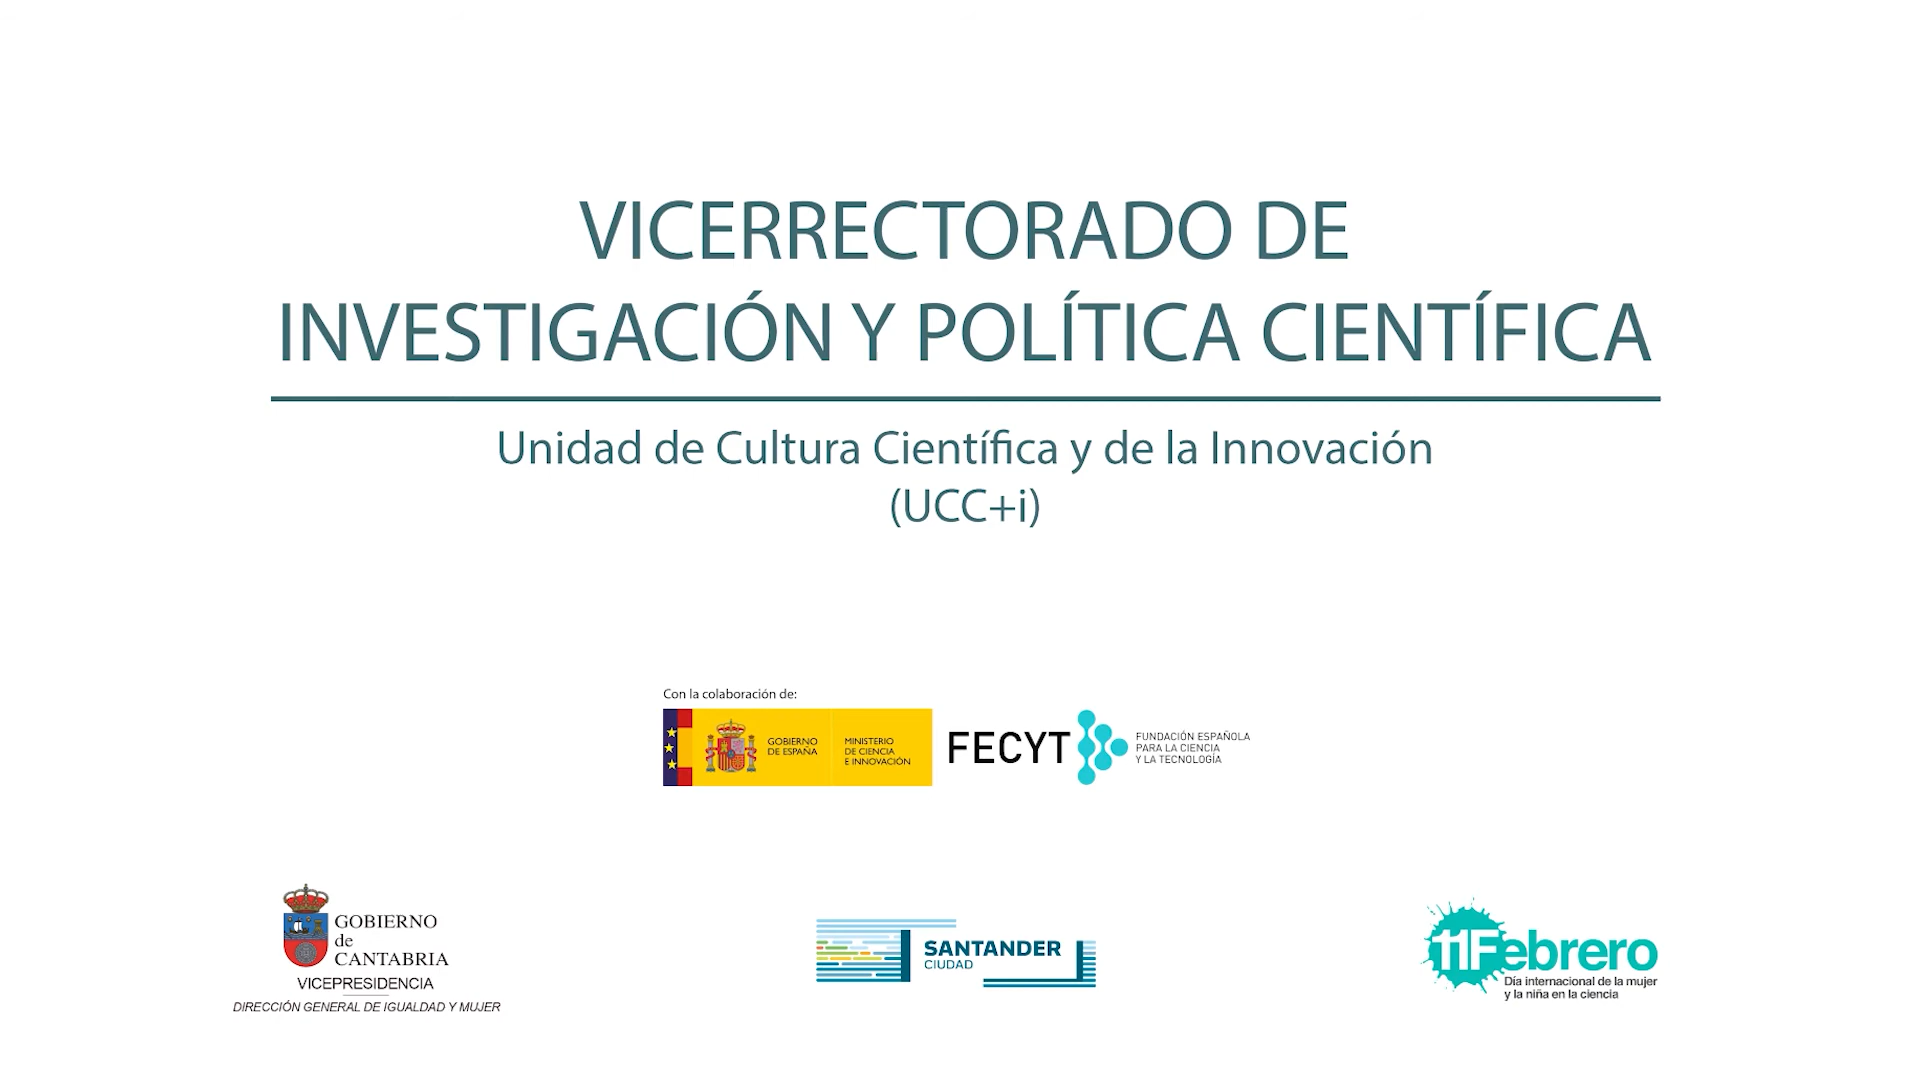 VICERRECTORADO DE
INVESTIGACIÓN Y POLÍTICA CIENTÍFICA
Unidad de Cultura Científica y de la Innovación
(UCC+i)
Con la colaboración de:
GOBIERNO
DE ESPAÑA
MINISTERIO
DE CIENCIA
E INNOVACIÓN
FECYT
FUNDACIÓN ESPAÑOLA
PARA LA CIENCIA
Y LA TECNOLOGÍA
GOBIERNO
de
CANTABRIA
VICEPRESIDENCIA
DIRECCIÓN GENERAL DE IGUALDAD Y MUJER
SANTANDER
CIUDAD
11Febrero
Día internacional de la mujer
y la niña en la ciencia